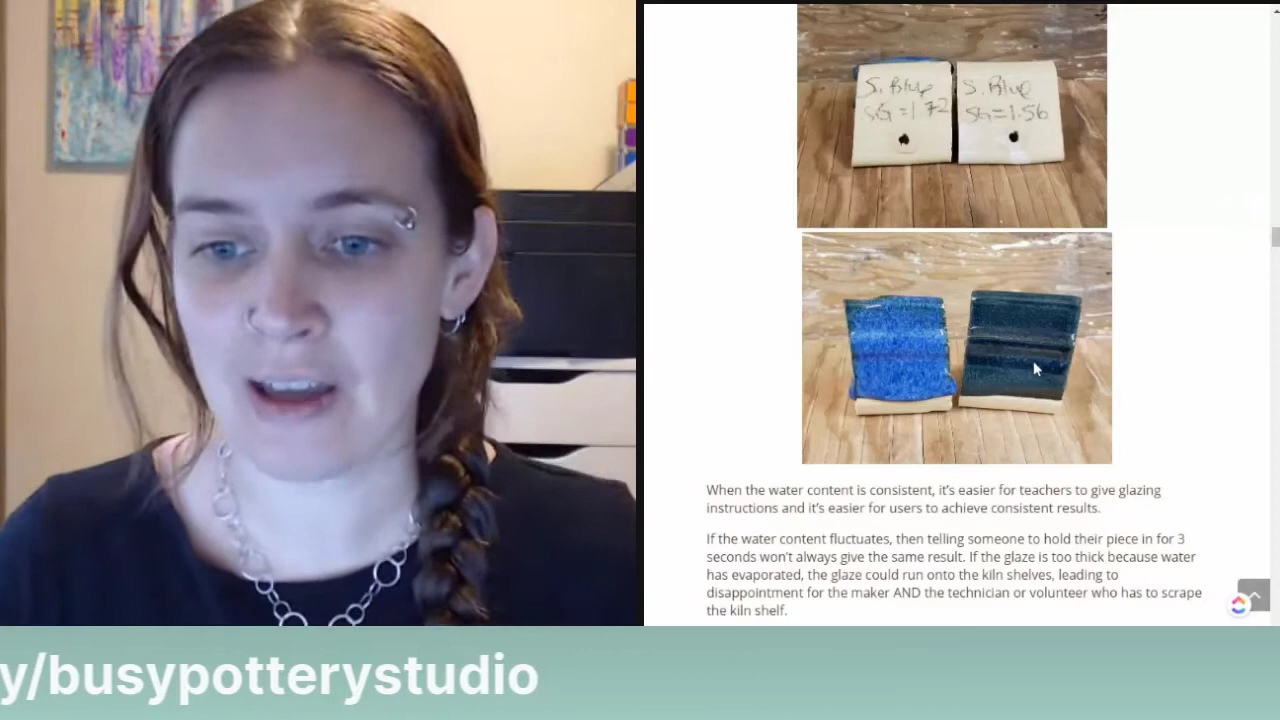 S. Blue
SG = 1.72
S. Blue
SG = 1.56
When the water content is consistent, it's easier for teachers to give glazing
instructions and it's easier for users to achieve consistent results.
If the water content fluctuates, then telling someone to hold their piece in for 3
seconds won't always give the same result. If the glaze is too thick because water
has evaporated, the glaze could run onto the kiln shelves, leading to
disappointment for the maker AND the technician or volunteer who has to scrape
the kiln shelf.
y/busypotterystudio